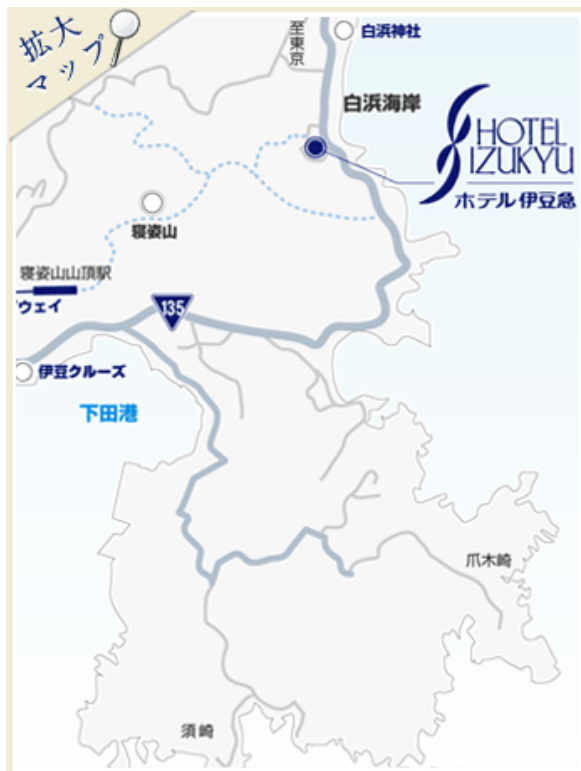 拡大
マップ
至東京
白浜神社
白浜海岸
HOTEL
IZUKYU
ホテル伊豆急
寝姿山
寝姿山山頂駅
ウェイ
135
伊豆クルーズ
下田港
爪木崎
須崎